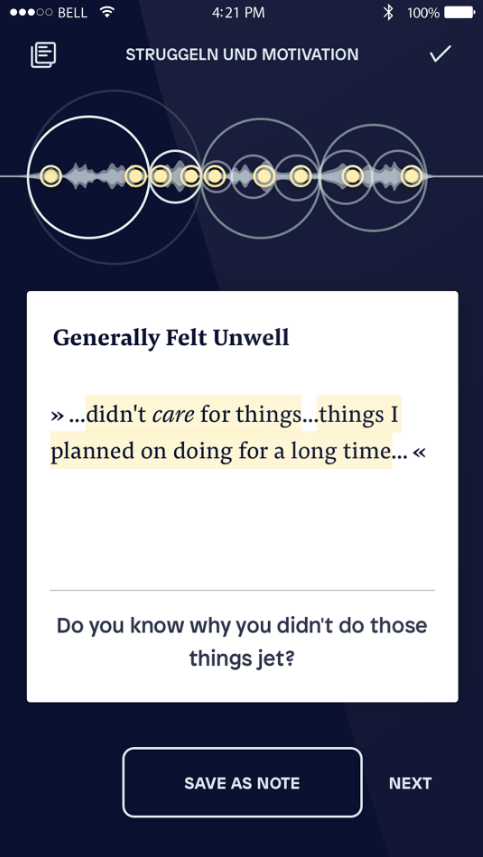 BELL 4:21 PM 100%
STRUGGELN UND MOTIVATION
Generally Felt Unwell
» ...didn't care for things...things I
planned on doing for a long time... «
Do you know why you didn't do those
things jet?
SAVE AS NOTE NEXT